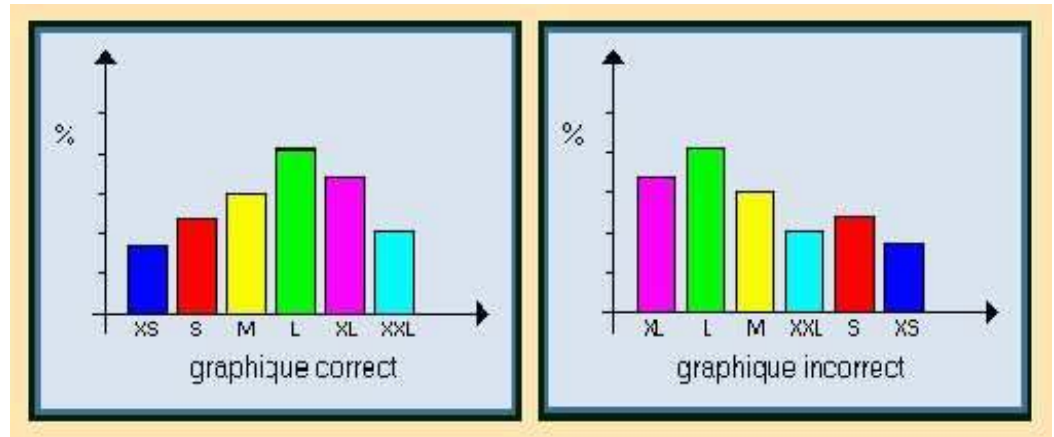 %
XS S M L XL XXL
graphique correct
%
XL L M XXL S XS
graphique incorrect